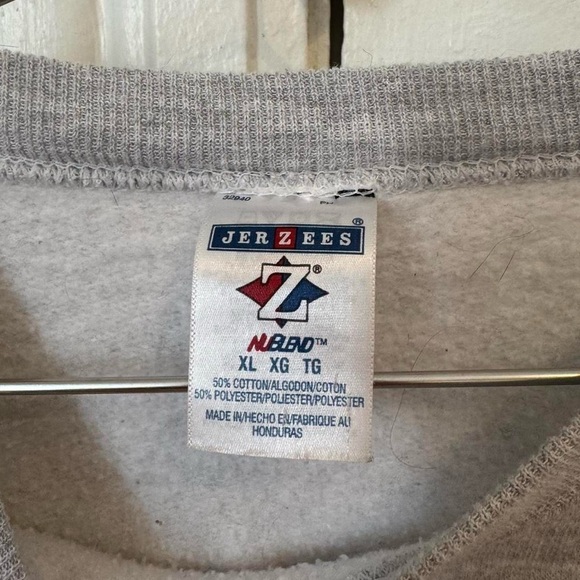 32940
JERZEES®
Z®
NUBLEND™
XL XG TG
50% COTTON/ALGODON/COTON
50% POLYESTER/POLIESTER/POLYESTER
MADE IN/HECHO EN/FABRIQUE AU
HONDURAS